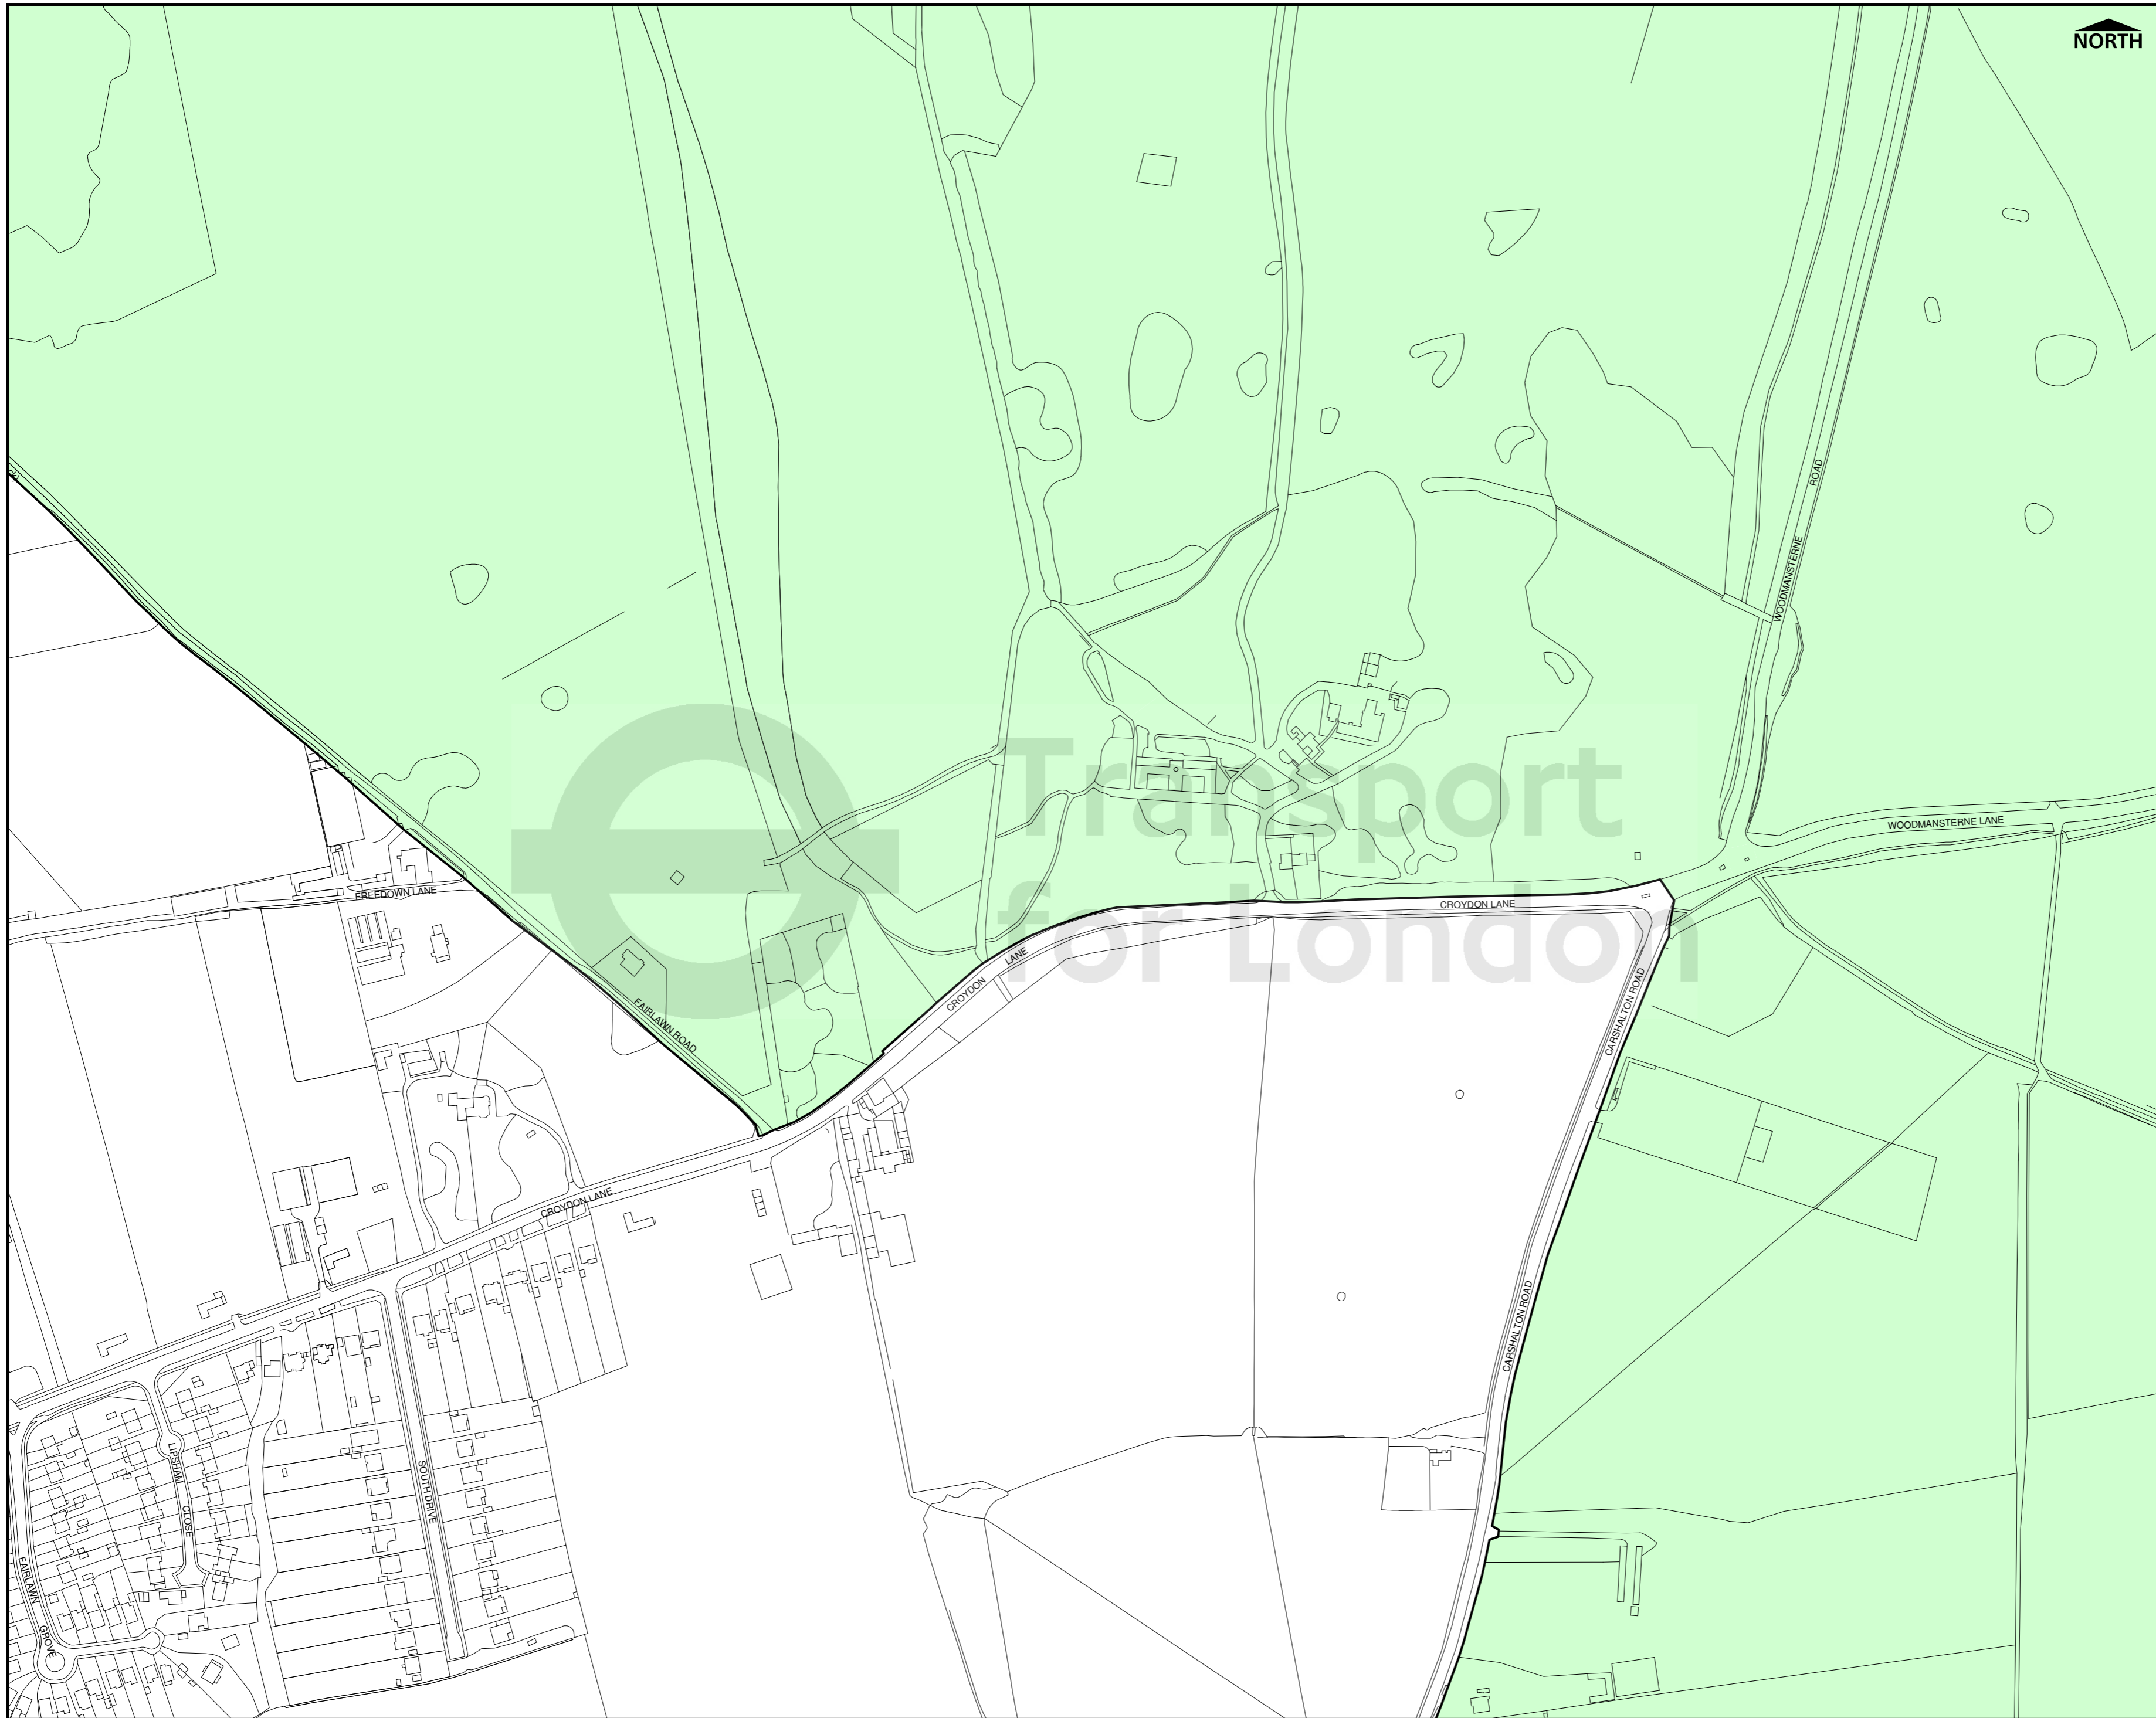 NORTH
WOODMANSTERNE ROAD
WOODMANSTERNE LANE
Transport
for London
FREEDOWN LANE
CROYDON LANE
CROYDON LANE
CARSHALTON ROAD
FAIRLAWN ROAD
CROYDON LANE
CARSHALTON ROAD
LIPSHAM CLOSE
SOUTH DRIVE
FAIRLAWN GROVE